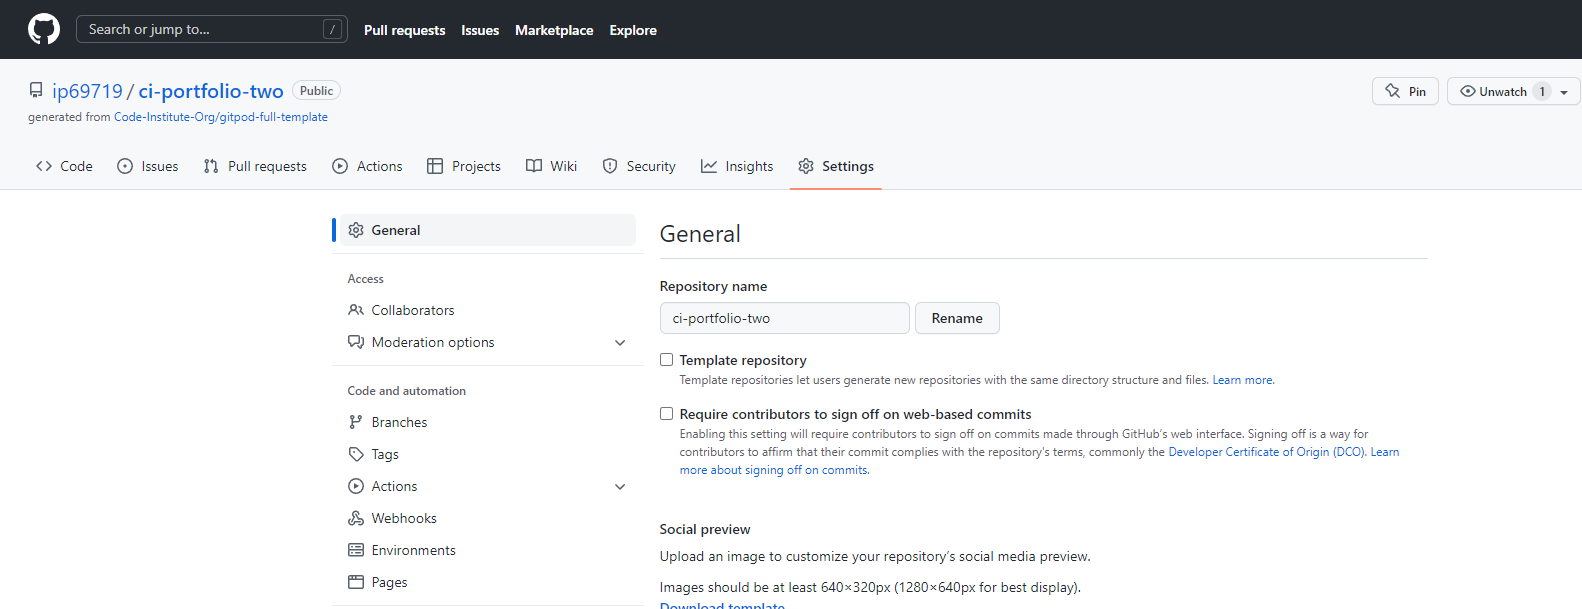 Search or jump to... /
Pull requests Issues Marketplace Explore
ip69719 / ci-portfolio-two Public
Pin
Unwatch 1
generated from Code-Institute-Org/gitpod-full-template
Code Issues Pull requests Actions Projects Wiki Security Insights Settings
General
Access
Collaborators
Moderation options
Code and automation
Branches
Tags
Actions
Webhooks
Environments
Pages
General
Repository name
ci-portfolio-two Rename
Template repository
Template repositories let users generate new repositories with the same directory structure and files. Learn more.
Require contributors to sign off on web-based commits
Enabling this setting will require contributors to sign off on commits made through GitHub's web interface. Signing off is a way for
contributors to affirm that their commit complies with the repository's terms, commonly the Developer Certificate of Origin (DCO). Learn
more about signing off on commits.
Social preview
Upload an image to customize your repository's social media preview.
Images should be at least 640×320px (1280×640px for best display).
Download template